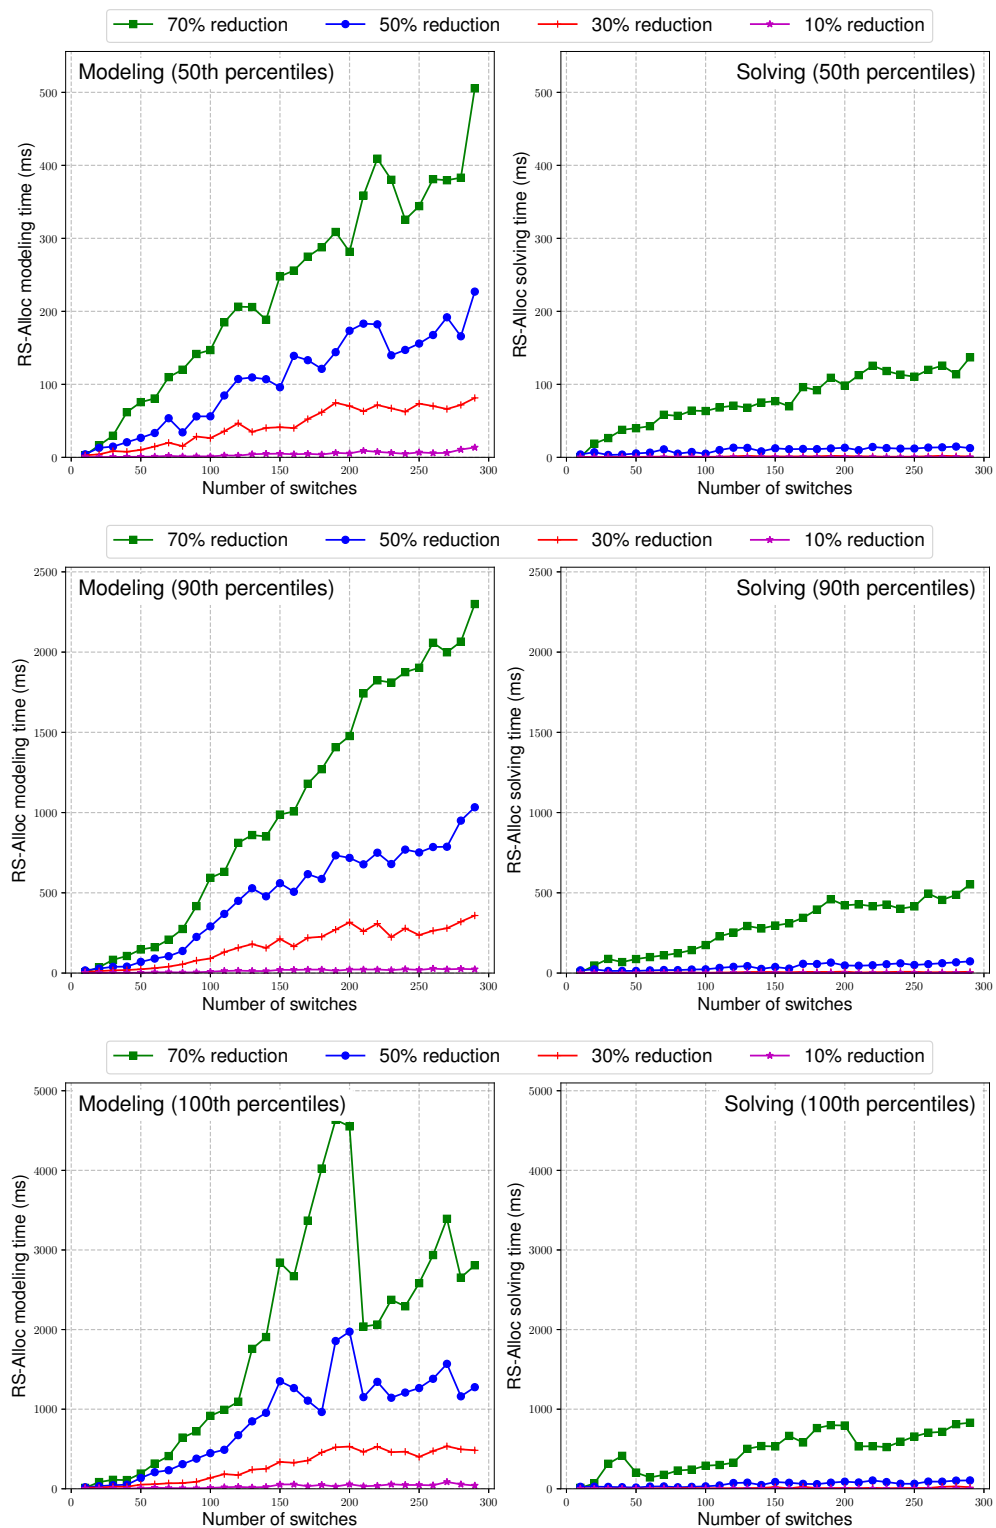 70% reduction 50% reduction 30% reduction 10% reduction
Modeling (50th percentiles)
RS-Alloc modeling time (ms)
500
400
300
200
100
0
0 50 100 150 200 250 300
Number of switches
Solving (50th percentiles)
RS-Alloc solving time (ms)
500
400
300
200
100
0
0 50 100 150 200 250 300
Number of switches
70% reduction 50% reduction 30% reduction 10% reduction
Modeling (90th percentiles)
RS-Alloc modeling time (ms)
2500
2000
1500
1000
500
0
0 50 100 150 200 250 300
Number of switches
Solving (90th percentiles)
RS-Alloc solving time (ms)
2500
2000
1500
1000
500
0
0 50 100 150 200 250 300
Number of switches
70% reduction 50% reduction 30% reduction 10% reduction
Modeling (100th percentiles)
RS-Alloc modeling time (ms)
5000
4000
3000
2000
1000
0
0 50 100 150 200 250 300
Number of switches
Solving (100th percentiles)
RS-Alloc solving time (ms)
5000
4000
3000
2000
1000
0
0 50 100 150 200 250 300
Number of switches